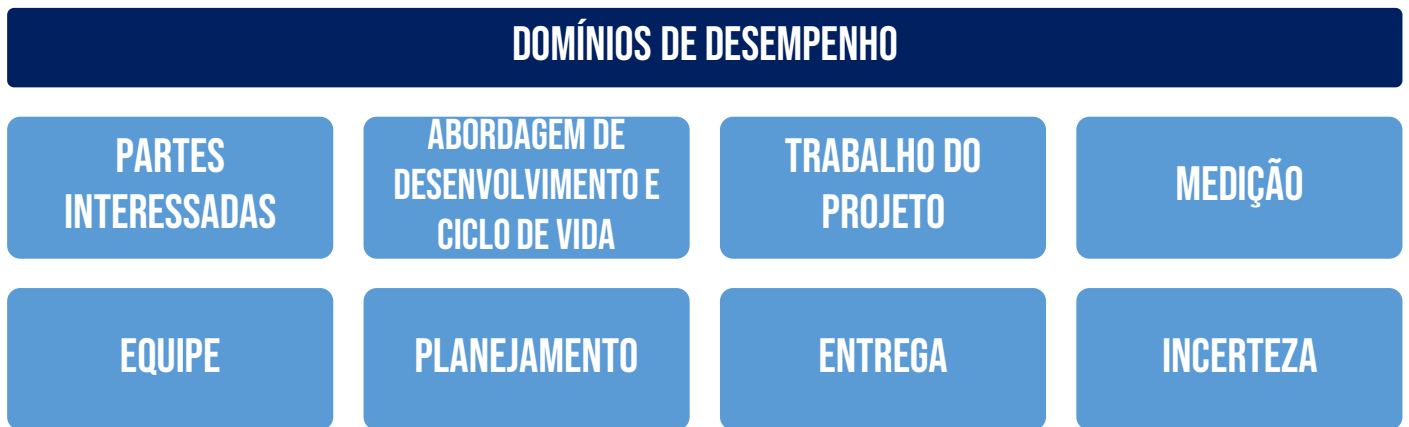 DOMÍNIOS DE DESEMPENHO
PARTES
INTERESSADAS
ABORDAGEM DE
DESENVOLVIMENTO E
CICLO DE VIDA
TRABALHO DO
PROJETO
MEDIÇÃO
EQUIPE
PLANEJAMENTO
ENTREGA
INCERTEZA